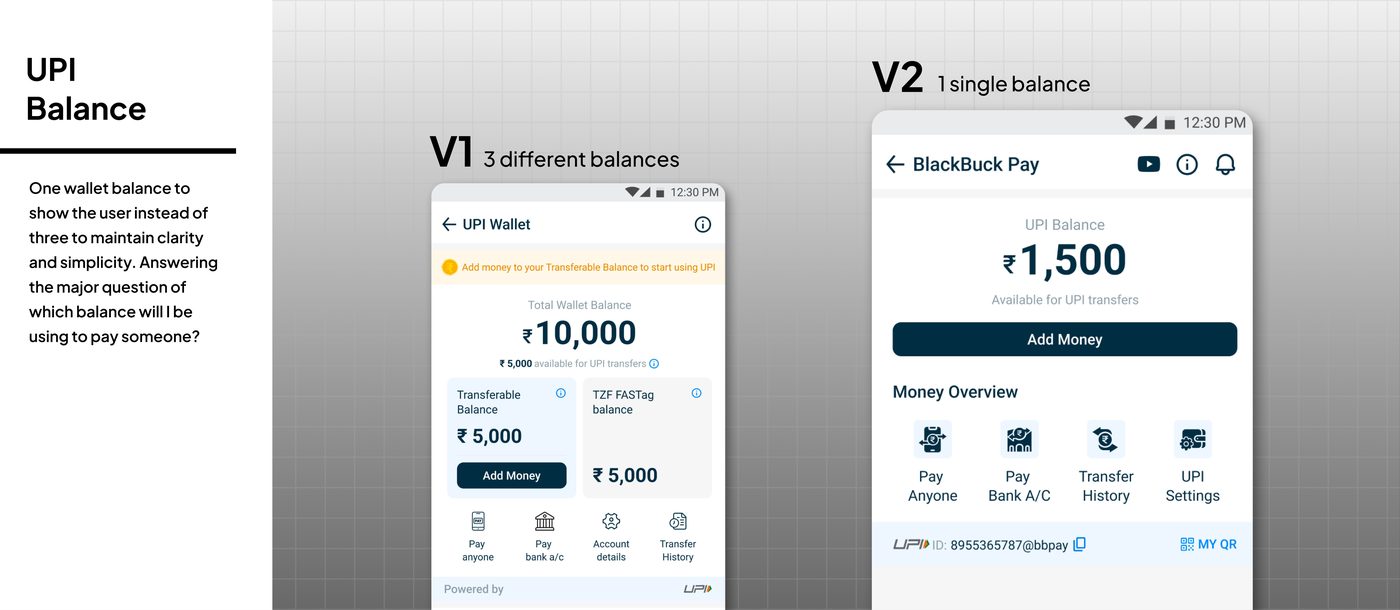 UPI
Balance
One wallet balance to
show the user instead of
three to maintain clarity
and simplicity. Answering
the major question of
which balance will I be
using to pay someone?
V1 3 different balances
12:30 PM
UPI Wallet
Add money to your Transferable Balance to start using UPI
Total Wallet Balance
₹10,000
₹ 5,000 available for UPI transfers
Transferable
Balance
₹ 5,000
Add Money
TZF FASTag
balance
₹ 5,000
Pay
anyone
Pay
bank a/c
Account
details
Transfer
History
Powered by
UPI
V2 1 single balance
12:30 PM
BlackBuck Pay
UPI Balance
₹1,500
Available for UPI transfers
Add Money
Money Overview
Pay
Anyone
Pay
Bank A/C
Transfer
History
UPI
Settings
UPI ID: 8955365787@bbpay
MY QR